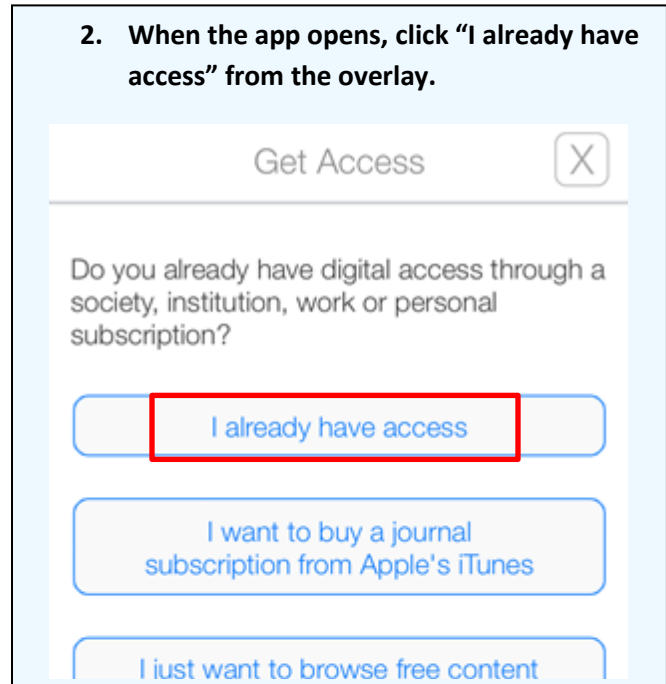 2. When the app opens, click “I already have
access” from the overlay.
Get Access
X
Do you already have digital access through a
society, institution, work or personal
subscription?
I already have access
I want to buy a journal
subscription from Apple's iTunes
I just want to browse free content